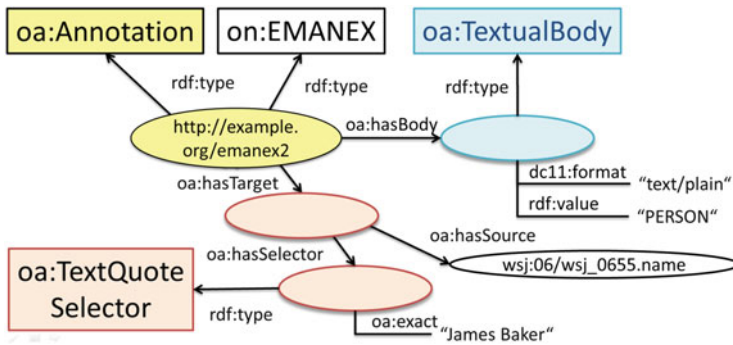 oa:Annotation
on:EMANEX
oa:TextualBody
rdf:type
rdf:type
rdf:type
http://example.
org/emanex2
oa:hasBody
oa:hasTarget
dc11:format
"text/plain"
rdf:value
"PERSON"
oa:hasSource
oa:hasSelector
wsj:06/wsj_0655.name
oa:TextQuote
Selector
rdf:type
oa:exact
"James Baker"